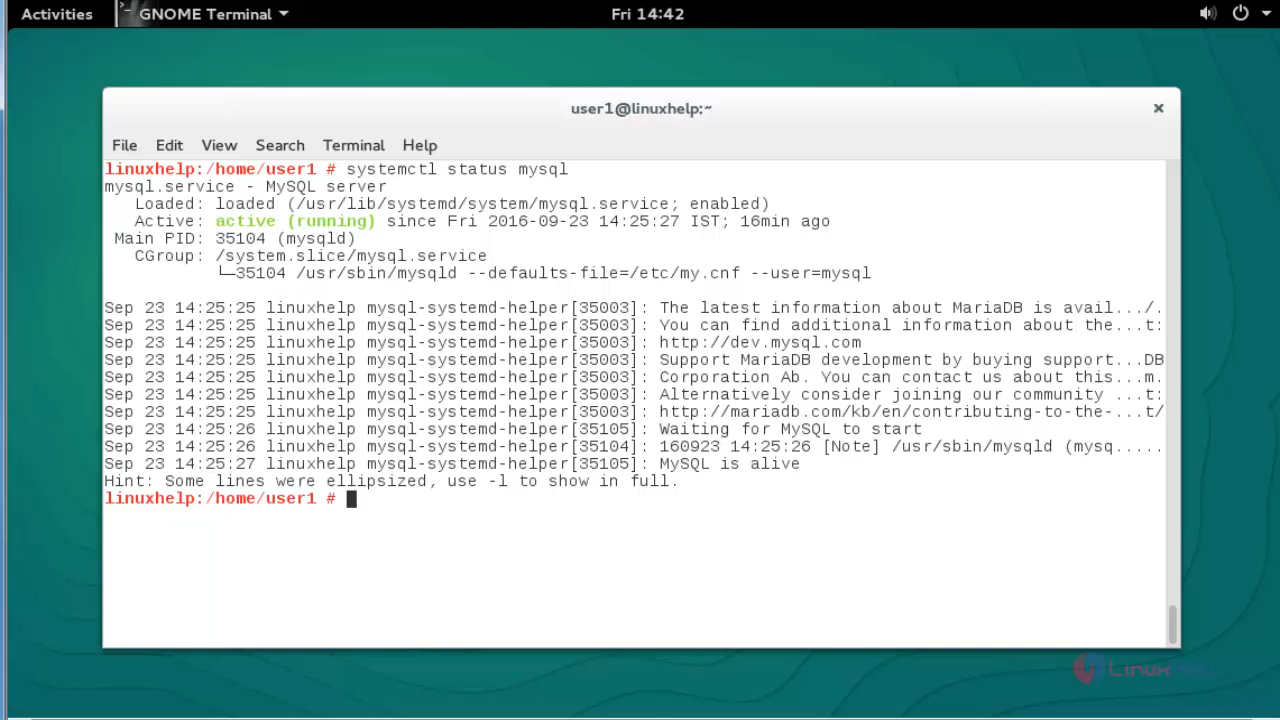 Activities GNOME Terminal Fri 14:42
user1@linuxhelp:~
File Edit View Search Terminal Help
linuxhelp:/home/user1 # systemctl status mysql
mysql.service - MySQL server
Loaded: loaded (/usr/lib/systemd/system/mysql.service; enabled)
Active: active (running) since Fri 2016-09-23 14:25:27 IST; 16min ago
Main PID: 35104 (mysqld)
CGroup: /system.slice/mysql.service
└─35104 /usr/sbin/mysqld --defaults-file=/etc/my.cnf --user=mysql
Sep 23 14:25:25 linuxhelp mysql-systemd-helper[35003]: The latest information about MariaDB is avail.../.
Sep 23 14:25:25 linuxhelp mysql-systemd-helper[35003]: You can find additional information about the...t:
Sep 23 14:25:25 linuxhelp mysql-systemd-helper[35003]: http://dev.mysql.com
Sep 23 14:25:25 linuxhelp mysql-systemd-helper[35003]: Support MariaDB development by buying support...DB
Sep 23 14:25:25 linuxhelp mysql-systemd-helper[35003]: Corporation Ab. You can contact us about this...m.
Sep 23 14:25:25 linuxhelp mysql-systemd-helper[35003]: Alternatively consider joining our community ...t:
Sep 23 14:25:25 linuxhelp mysql-systemd-helper[35003]: http://mariadb.com/kb/en/contributing-to-the-...t/
Sep 23 14:25:26 linuxhelp mysql-systemd-helper[35105]: Waiting for MySQL to start
Sep 23 14:25:26 linuxhelp mysql-systemd-helper[35104]: 160923 14:25:26 [Note] /usr/sbin/mysqld (mysq.....
Sep 23 14:25:27 linuxhelp mysql-systemd-helper[35105]: MySQL is alive
Hint: Some lines were ellipsized, use -l to show in full.
linuxhelp:/home/user1 #
Linux